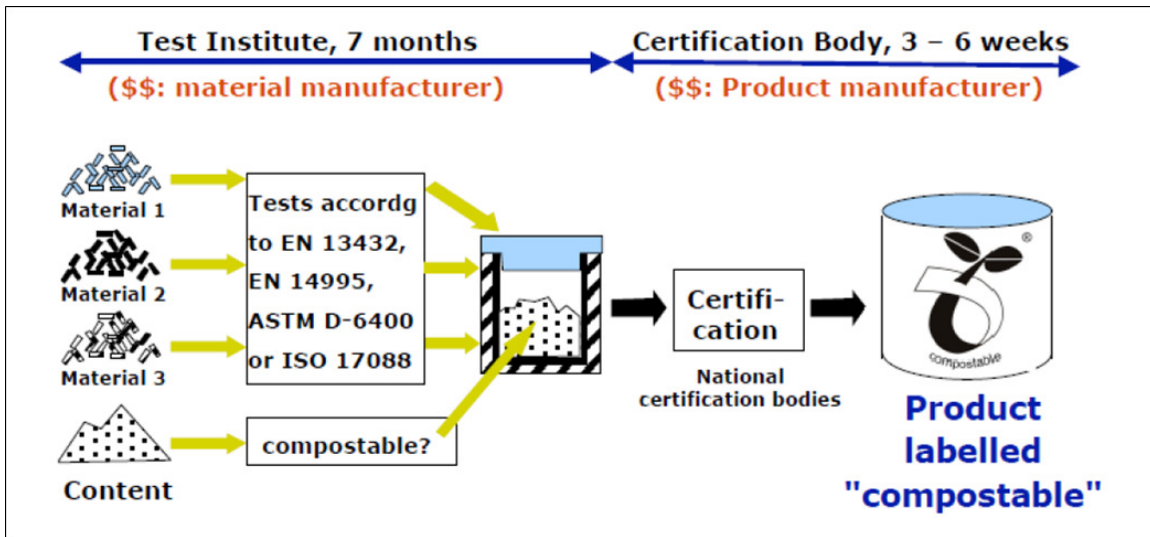 Test Institute, 7 months
($$: material manufacturer)
Certification Body, 3 – 6 weeks
($$: Product manufacturer)
Material 1
Material 2
Material 3
Content
Tests accordg
to EN 13432,
EN 14995,
ASTM D-6400
or ISO 17088
compostable?
Certifi-
cation
National
certification bodies
®
compostable
Product
labelled
"compostable"